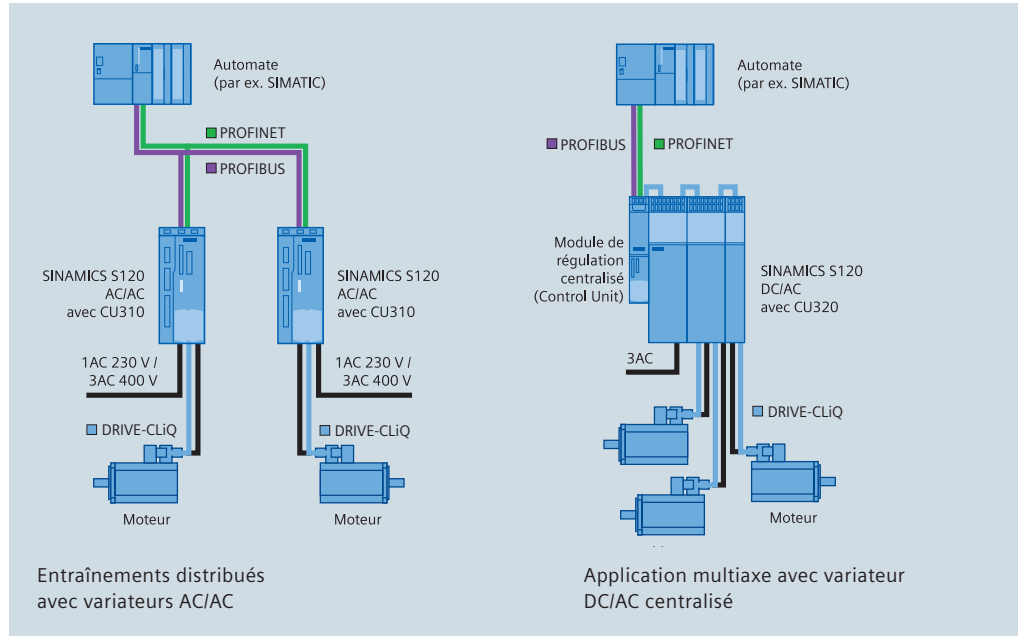 Automate
(par ex. SIMATIC)
PROFINET
PROFIBUS
SINAMICS S120
AC/AC
avec CU310
SINAMICS S120
AC/AC
avec CU310
1AC 230 V /
3AC 400 V
1AC 230 V /
3AC 400 V
DRIVE-CLiQ
DRIVE-CLiQ
Moteur
Moteur
Entraînements distribués
avec variateurs AC/AC
Automate
(par ex. SIMATIC)
PROFIBUS
PROFINET
Module de
régulation
centralisé
(Control Unit)
SINAMICS S120
DC/AC
avec CU320
3AC
DRIVE-CLiQ
Moteur
Application multiaxe avec variateur
DC/AC centralisé